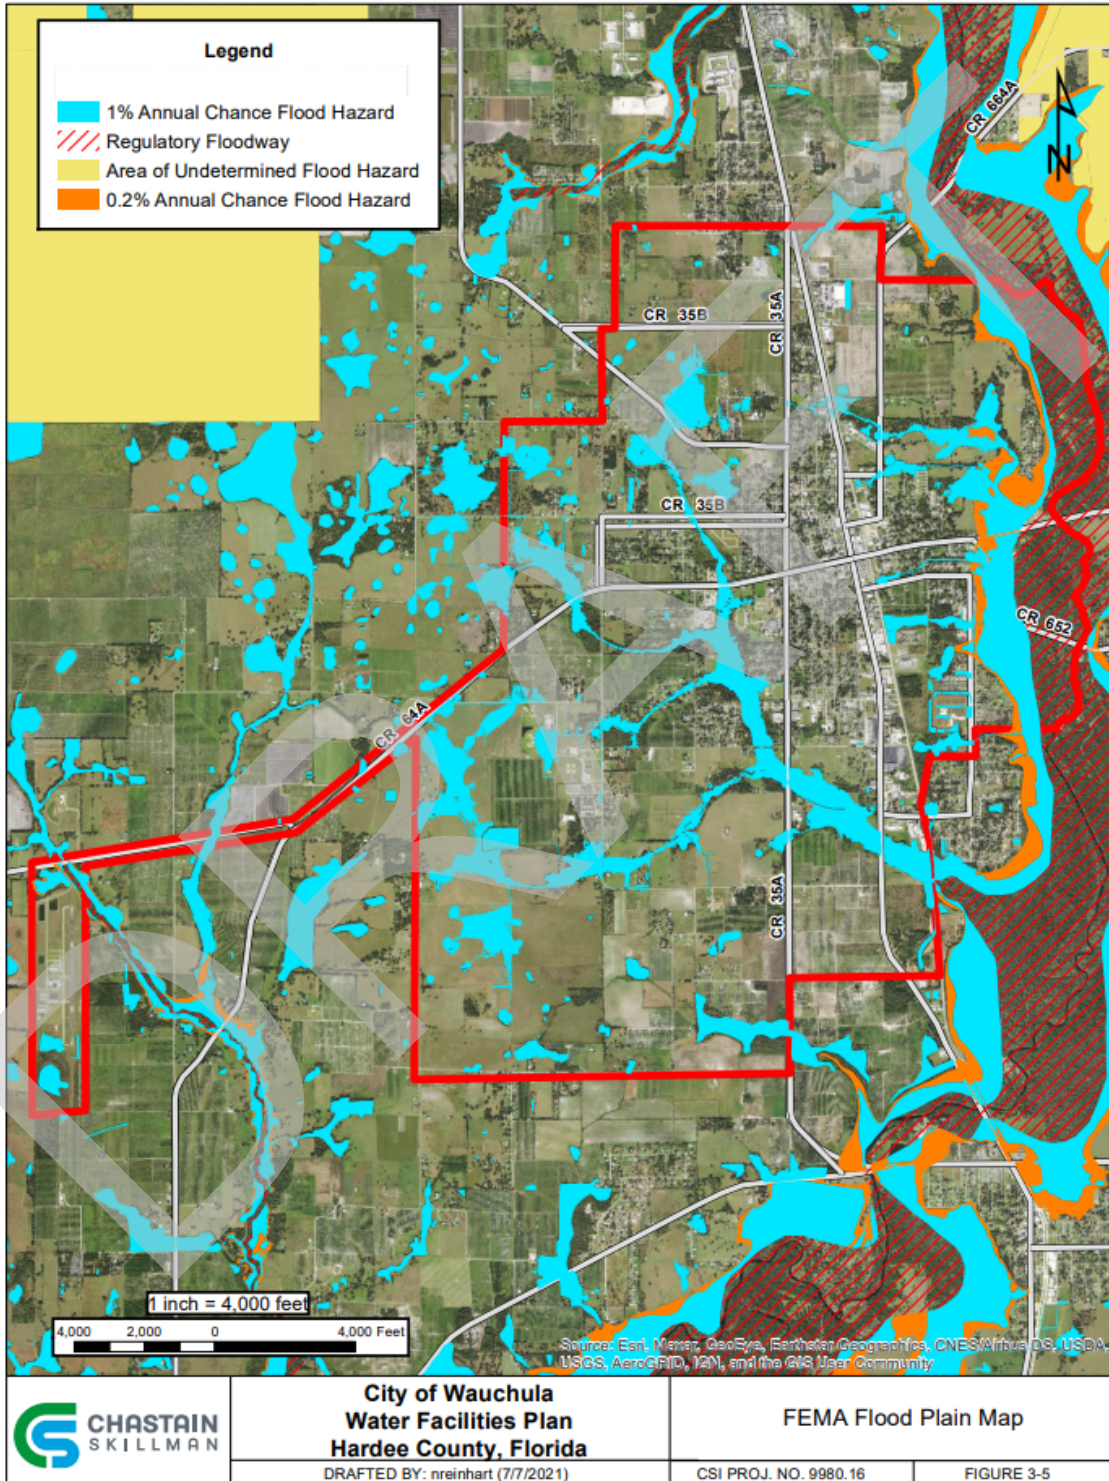 Legend
1% Annual Chance Flood Hazard
Regulatory Floodway
Area of Undetermined Flood Hazard
0.2% Annual Chance Flood Hazard
CR 664A
N
CR 35B
CR 35A
CR 35B
CR 652
CR 64A
CR 35A
DRAFT
1 inch = 4,000 feet
4,000 2,000 0 4,000 Feet
Source: Esri, Maxar, GeoEye, Earthstar Geographics, CNES/Airbus DS, USDA,
USGS, AeroGRID, IGN, and the GIS User Community
CHASTAIN
SKILLMAN
City of Wauchula
Water Facilities Plan
Hardee County, Florida
DRAFTED BY: nreinhart (7/7/2021)
FEMA Flood Plain Map
CSI PROJ. NO. 9980.16
FIGURE 3-5